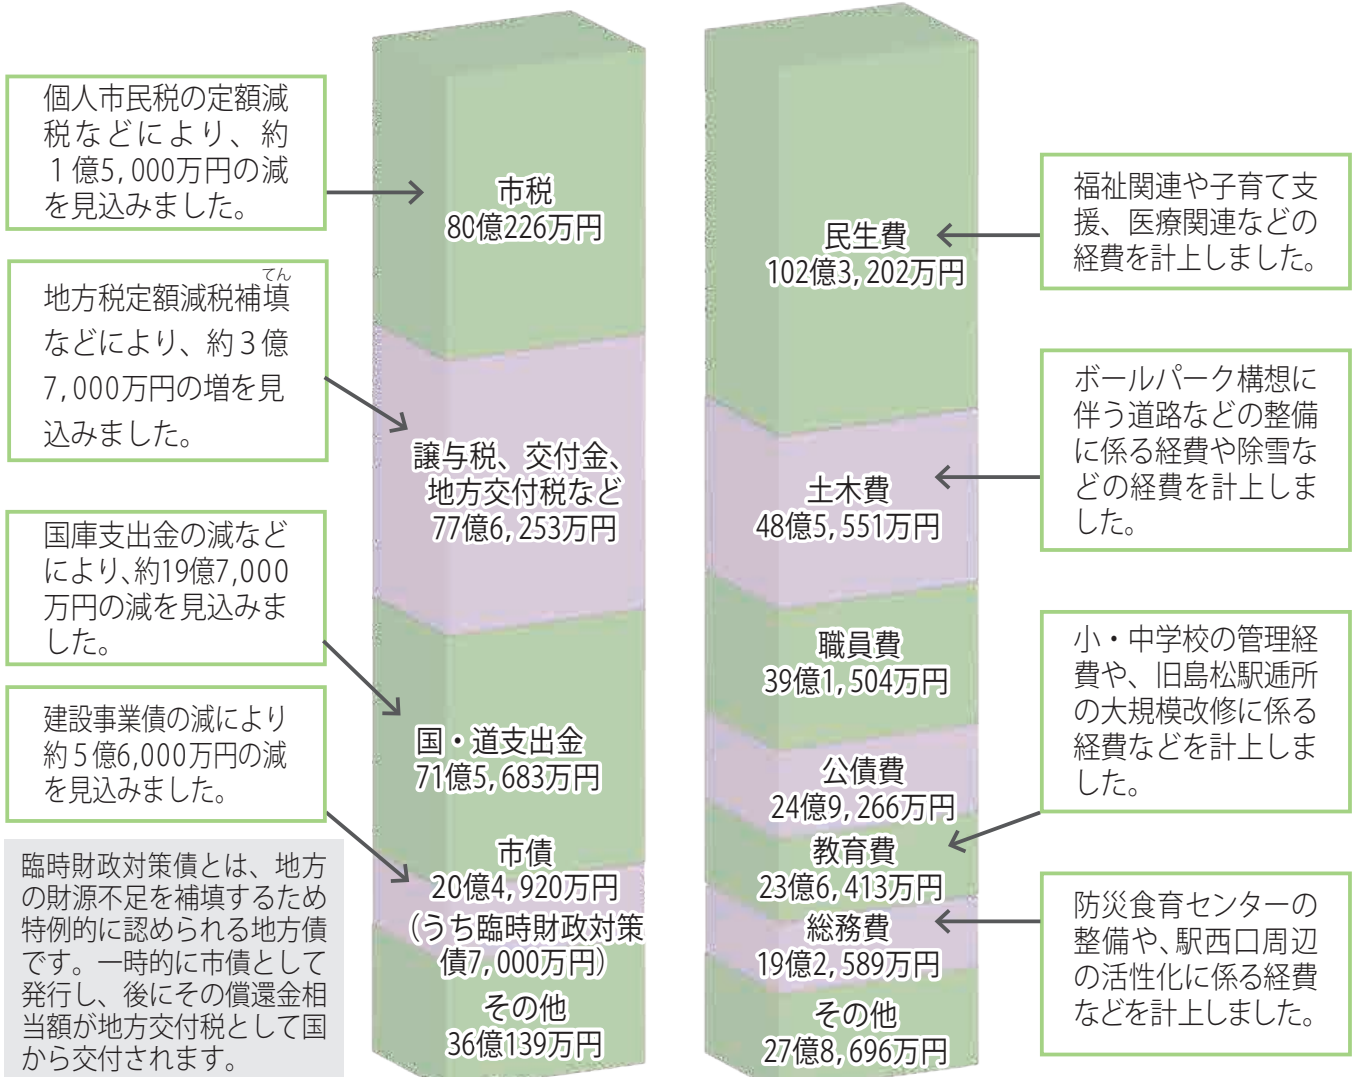 個人市民税の定額減
税などにより、約
１億5,000万円の減
を見込みました。
てん
地方税定額減税補填
などにより、約３億
7,000万円の増を見
込みました。
国庫支出金の減など
により、約19億7,000
万円の減を見込みま
した。
建設事業債の減により
約５億6,000万円の減
を見込みました。
臨時財政対策債とは、地方
の財源不足を補填するため
特例的に認められる地方債
です。一時的に市債として
発行し、後にその償還金相
当額が地方交付税として国
から交付されます。
市税
80億226万円
譲与税、交付金、
地方交付税など
77億6,253万円
国・道支出金
71億5,683万円
市債
20億4,920万円
（うち臨時財政対策
債7,000万円）
その他
36億139万円
民生費
102億3,202万円
土木費
48億5,551万円
職員費
39億1,504万円
公債費
24億9,266万円
教育費
23億6,413万円
総務費
19億2,589万円
その他
27億8,696万円
福祉関連や子育て支
援、医療関連などの
経費を計上しました。
ボールパーク構想に
伴う道路などの整備
に係る経費や除雪な
どの経費を計上しま
した。
小・中学校の管理経
費や、旧島松駅逓所
の大規模改修に係る
経費などを計上しま
した。
防災食育センターの
整備や、駅西口周辺
の活性化に係る経費
などを計上しました。